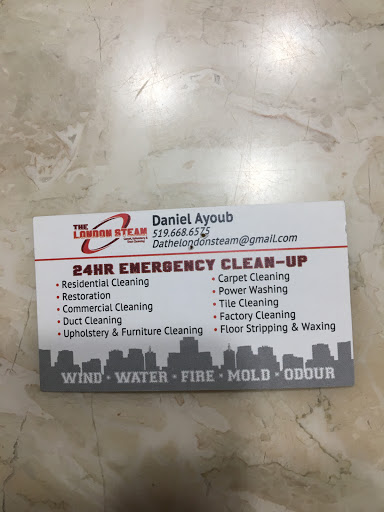 THE
LONDON STEAM
Daniel Ayoub
519.668.6575
Dathelondonsteam@gmail.com
24HR EMERGENCY CLEAN-UP
• Residential Cleaning
• Restoration
• Commercial Cleaning
• Duct Cleaning
• Upholstery & Furniture Cleaning
• Carpet Cleaning
• Power Washing
• Tile Cleaning
• Factory Cleaning
• Floor Stripping & Waxing
WIND • WATER • FIRE • MOLD • ODOUR